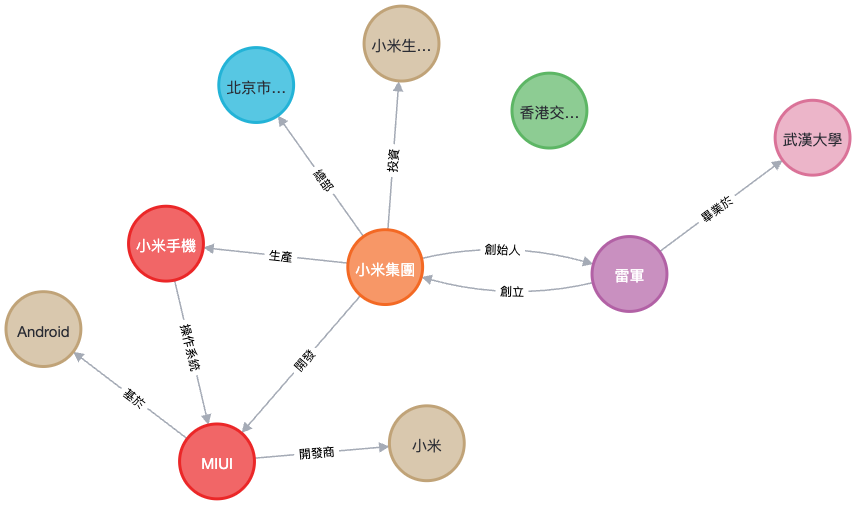 小米生...
北京市...
香港交...
武漢大學
投資
總部
畢業於
小米手機
生產
小米集團
創始人
雷軍
創立
Android
操作系統
開發
基於
MIUI
開發商
小米